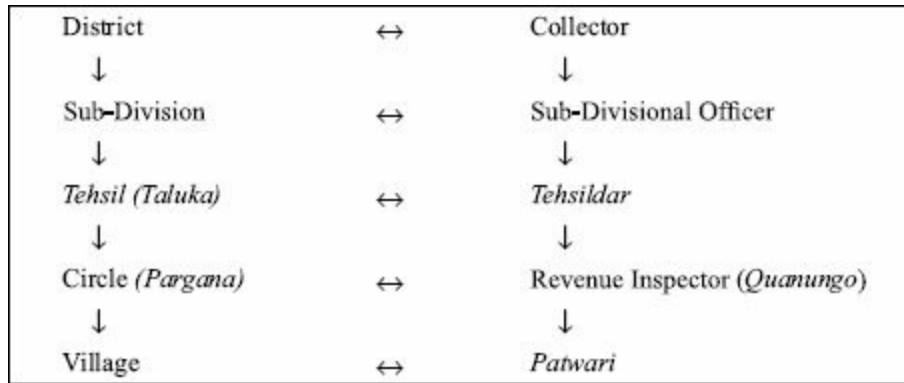 District ↔ Collector
↓ ↓
Sub-Division ↔ Sub-Divisional Officer
↓ ↓
Tehsil (Taluka) ↔ Tehsildar
↓ ↓
Circle (Pargana) ↔ Revenue Inspector (Quanungo)
↓ ↓
Village ↔ Patwari